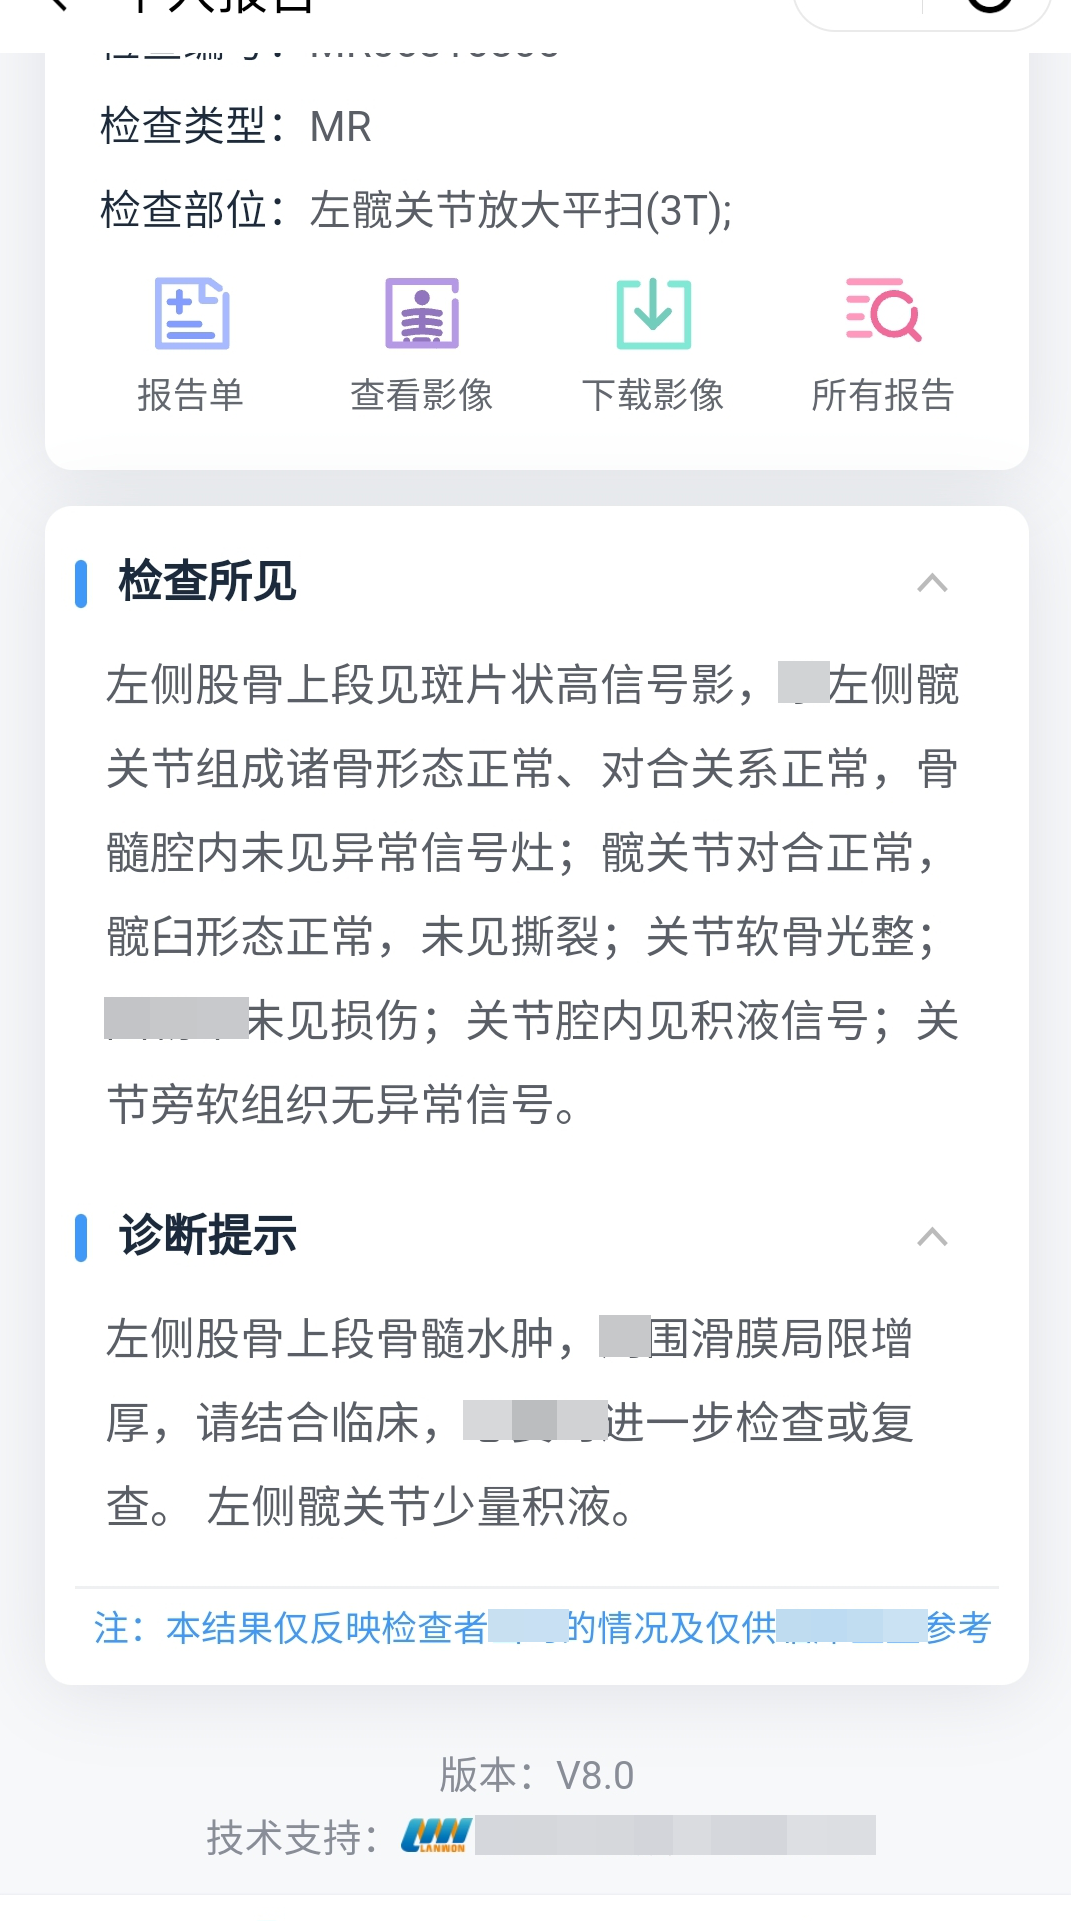 个人报告
检查编号：
检查类型：MR
检查部位：左髋关节放大平扫(3T);
报告单
查看影像
下载影像
所有报告
检查所见
左侧股骨上段见斑片状高信号影，左侧髋
关节组成诸骨形态正常、对合关系正常，骨
髓腔内未见异常信号灶；髋关节对合正常，
髋臼形态正常，未见撕裂；关节软骨光整；
未见损伤；关节腔内见积液信号；关
节旁软组织无异常信号。
诊断提示
左侧股骨上段骨髓水肿，围滑膜局限增
厚，请结合临床，进一步检查或复
查。 左侧髋关节少量积液。
注：本结果仅反映检查者的情况及仅供参考
版本：V8.0
技术支持：LANWON